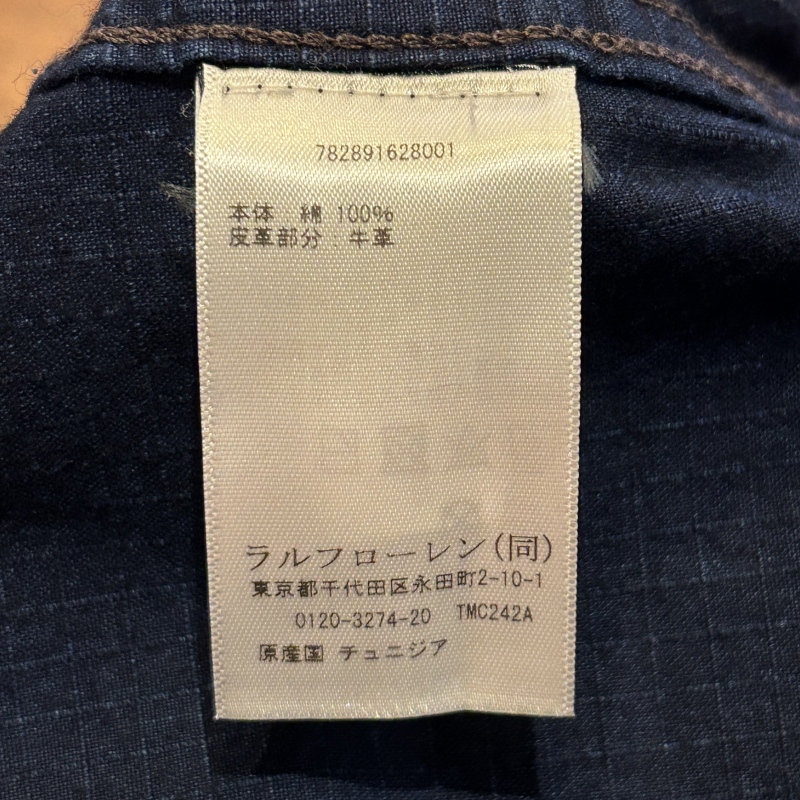 782891628001
本体 綿 100%
皮革部分 : 牛革
ラルフローレン(同)
東京都千代田区永田町2-10-1
0120-3274-20 TMC242A
原産国 チュニジア